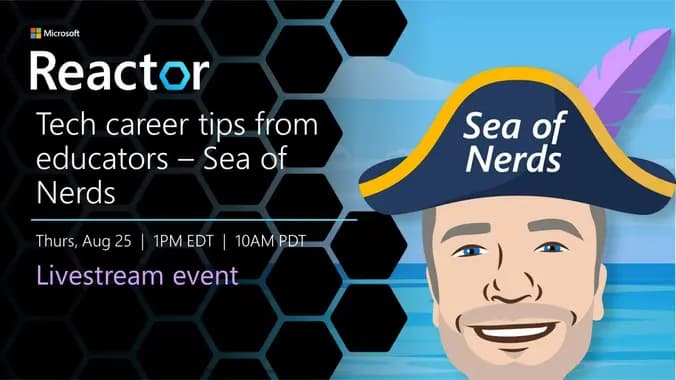 Microsoft
Reactor
Tech career tips from
educators – Sea of
Nerds
Thurs, Aug 25 | 1PM EDT | 10AM PDT
Livestream event
Sea of
Nerds